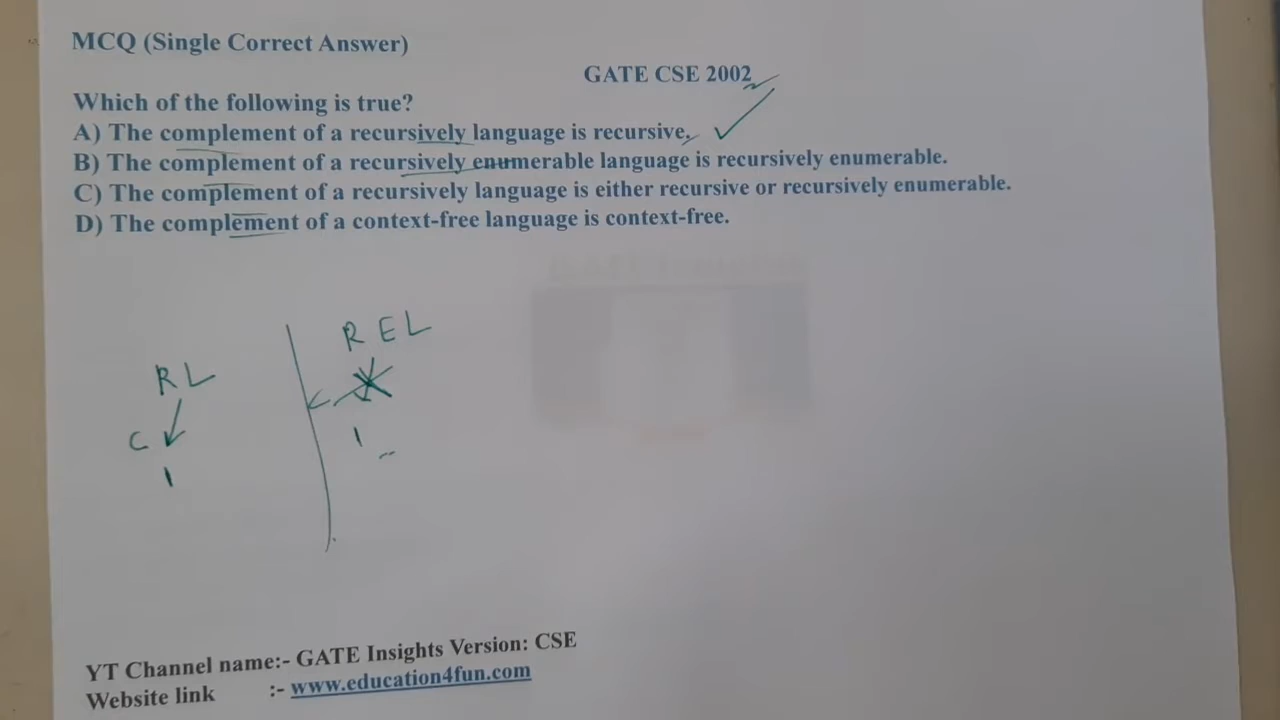 MCQ (Single Correct Answer)
GATE CSE 2002
Which of the following is true?
A) The complement of a recursively language is recursive.
B) The complement of a recursively enumerable language is recursively enumerable.
C) The complement of a recursively language is either recursive or recursively enumerable.
D) The complement of a context-free language is context-free.
REL
RL
C
YT Channel name:- GATE Insights Version: CSE
Website link :- www.education4fun.com